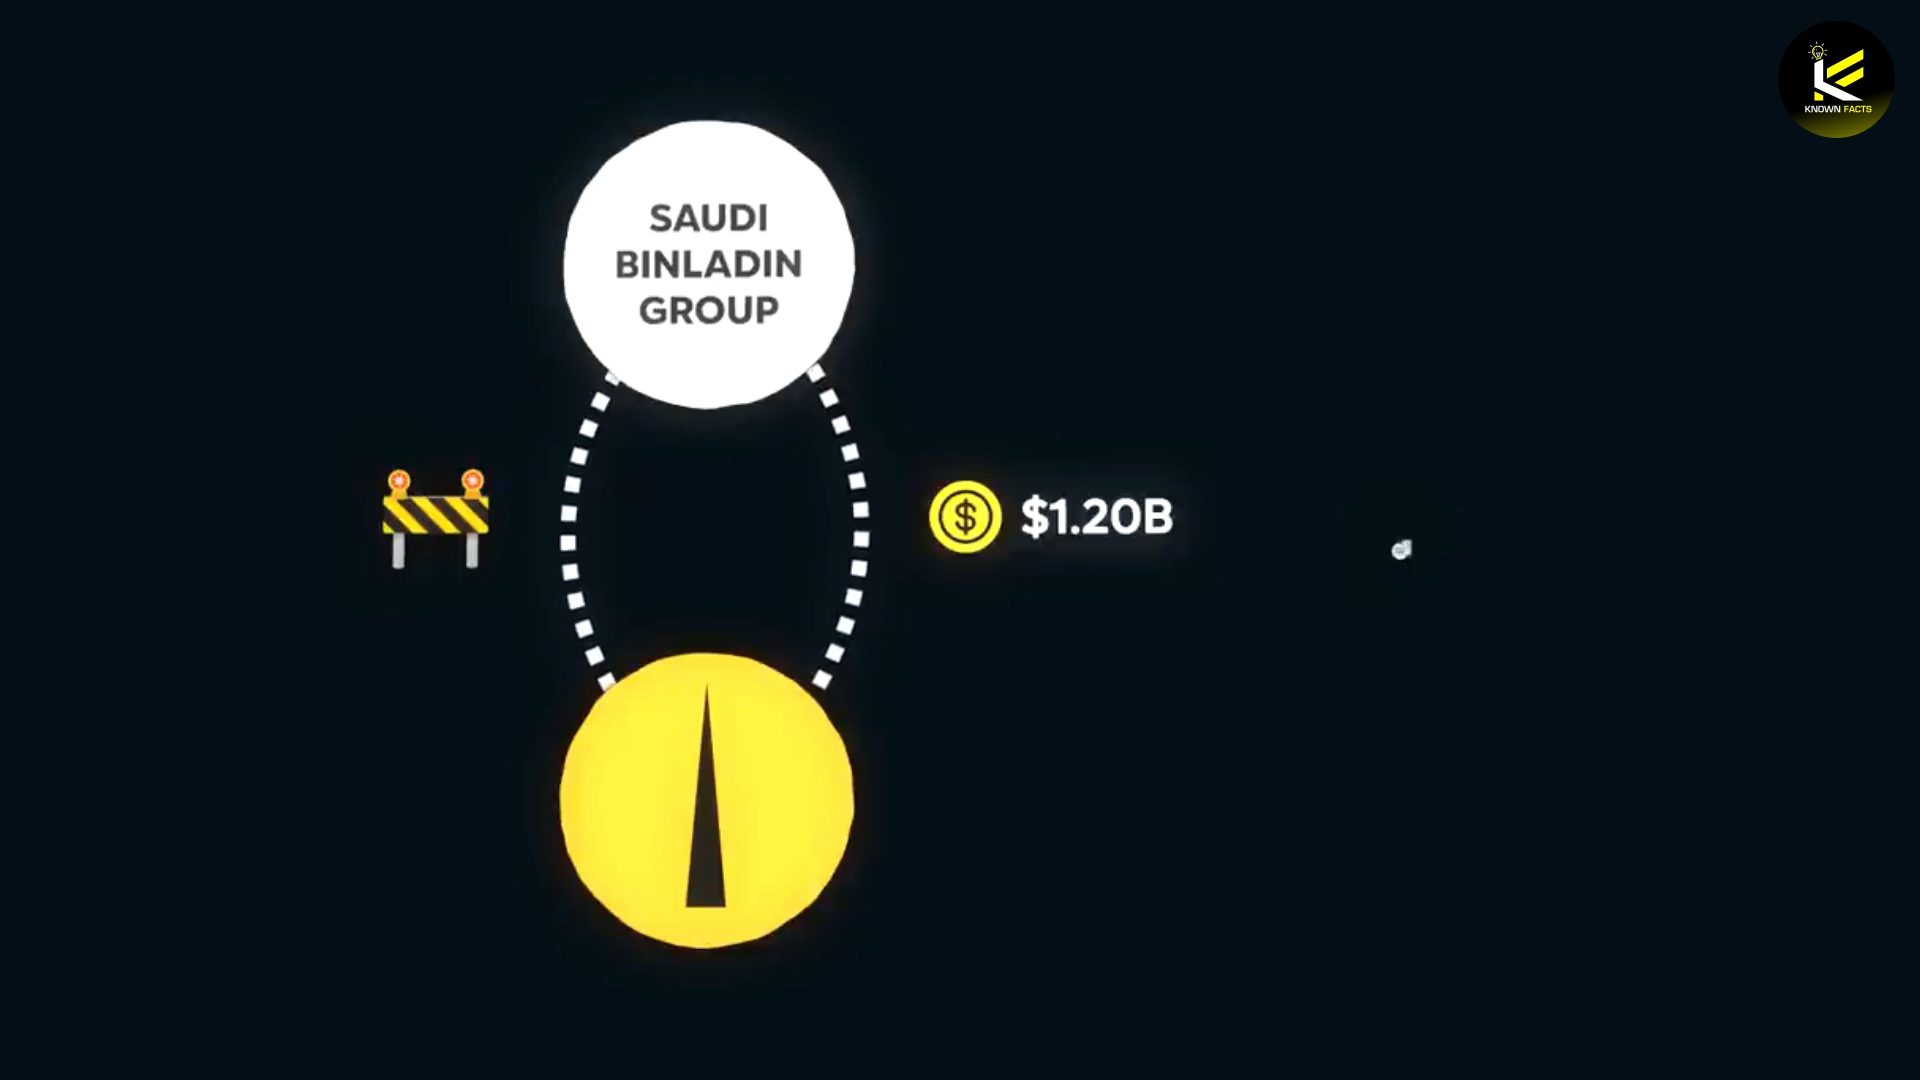 KNOWN FACTS
SAUDI
BINLADIN
GROUP
$
$1.20B